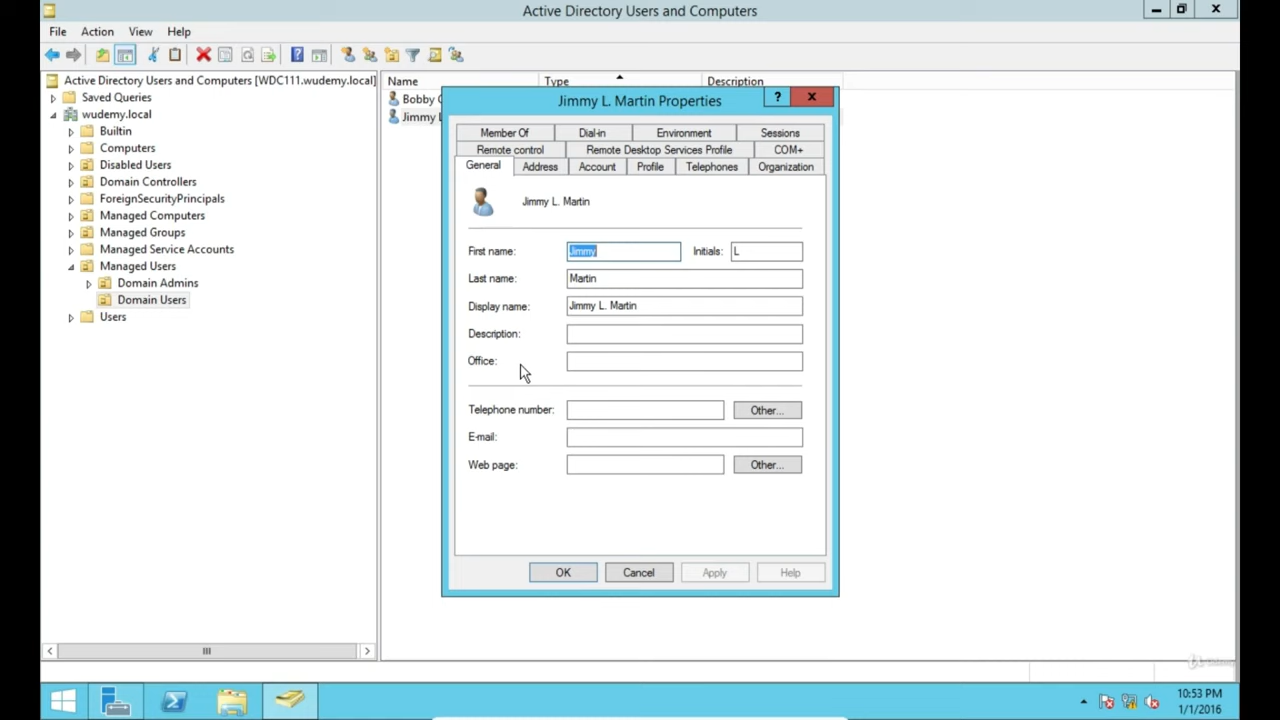 Active Directory Users and Computers
File Action View Help
Active Directory Users and Computers [WDC111.wudemy.local]
Saved Queries
wudemy.local
Builtin
Computers
Disabled Users
Domain Controllers
ForeignSecurityPrincipals
Managed Computers
Managed Groups
Managed Service Accounts
Managed Users
Domain Admins
Domain Users
Users
Name Type Description
Bobby
Jimmy
Jimmy L. Martin Properties
Member Of Dial-in Environment Sessions
Remote control Remote Desktop Services Profile COM+
General Address Account Profile Telephones Organization
Jimmy L. Martin
First name: Jimmy Initials: L
Last name: Martin
Display name: Jimmy L. Martin
Description:
Office:
Telephone number: Other...
E-mail:
Web page: Other...
OK Cancel Apply Help
10:53 PM
1/1/2016